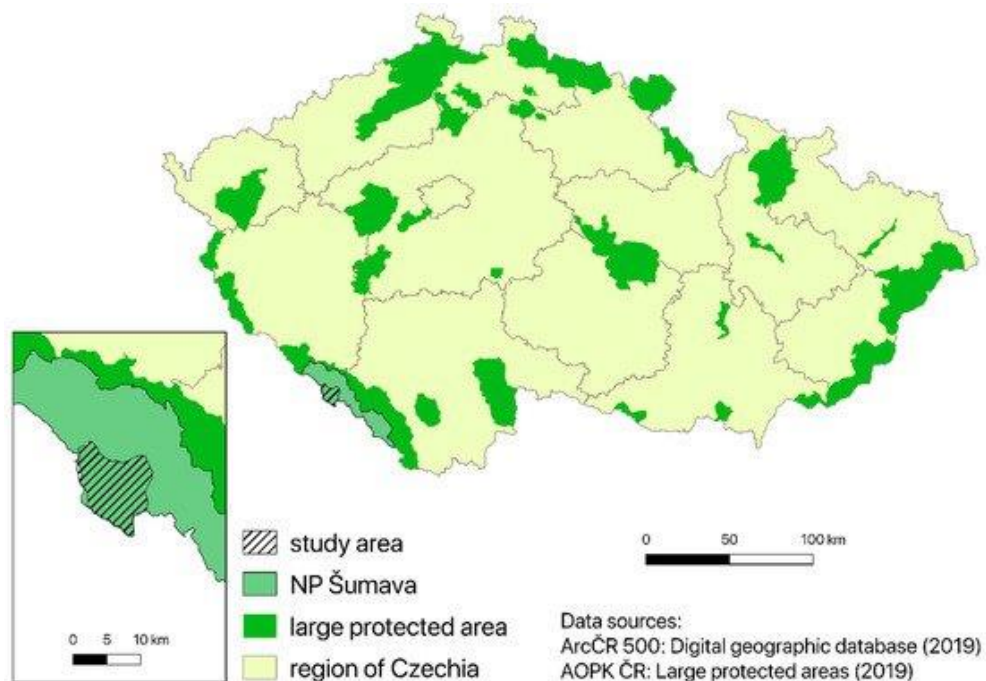 study area
NP Šumava
large protected area
region of Czechia
0 5 10 km
0 50 100 km
Data sources:
ArcČR 500: Digital geographic database (2019)
AOPK ČR: Large protected areas (2019)